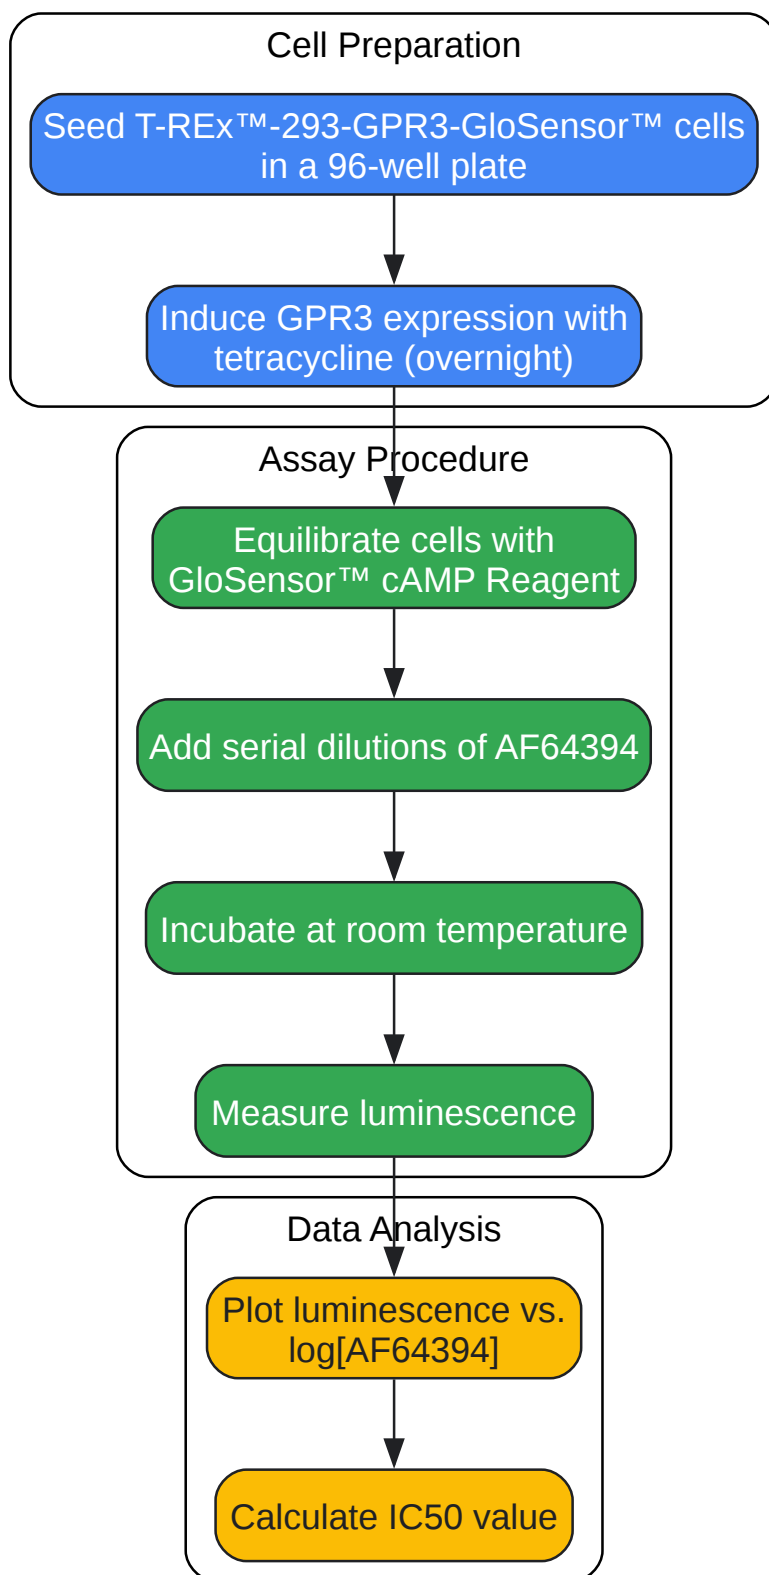 Cell Preparation
Seed T-REx™-293-GPR3-GloSensor™ cells
in a 96-well plate
Induce GPR3 expression with
tetracycline (overnight)
Assay Procedure
Equilibrate cells with
GloSensor™ cAMP Reagent
Add serial dilutions of AF64394
Incubate at room temperature
Measure luminescence
Data Analysis
Plot luminescence vs.
log[AF64394]
Calculate IC50 value